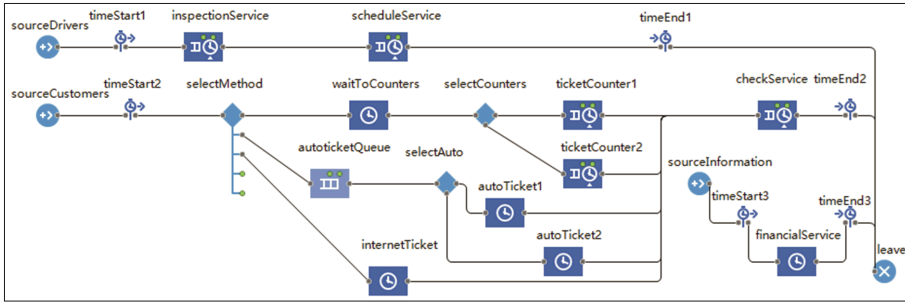 sourceDrivers
timeStart1
inspectionService
scheduleService
timeEnd1
sourceCustomers
timeStart2
selectMethod
waitToCounters
selectCounters
ticketCounter1
checkService
timeEnd2
autoticketQueue
selectAuto
ticketCounter2
sourceInformation
autoTicket1
timeStart3
timeEnd3
internetTicket
autoTicket2
financialService
leave